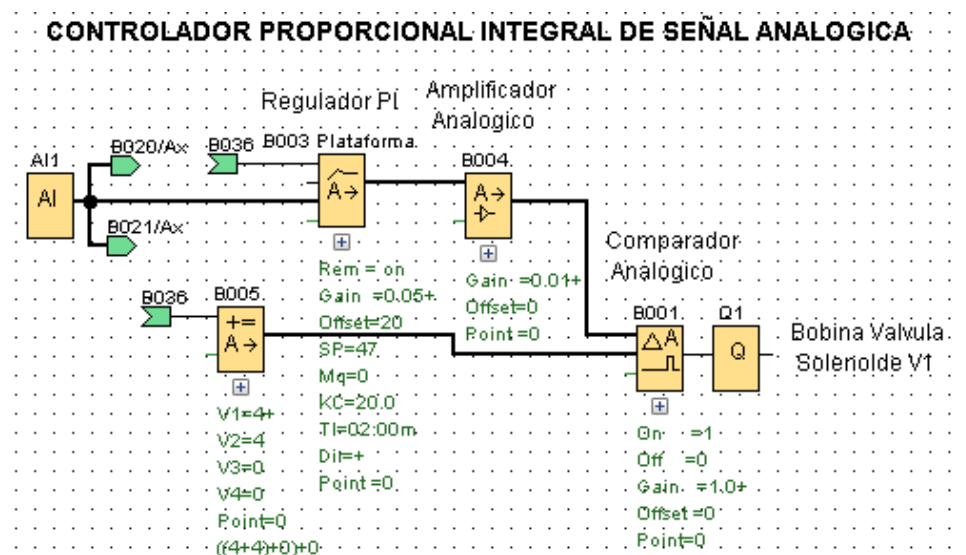 CONTROLADOR PROPORCIONAL INTEGRAL DE SEÑAL ANALOGICA
Regulador PI
Amplificador
Analogico
AI1
B020/Ax
B036
B003 Plataforma
B004
AI
A→
A→
B021/Ax
Rem = on
Gain =0.05+
Offset=20
SP=47
Mq=0
KC=20.0
TI=02:00m
Dir=+
Point =0
Gain =0.01+
Offset=0
Point =0
Comparador
Analogico
B036
B005
+=
A→
V1=4+
V2=4
V3=0
V4=0
Point=0
((4+4)+0)+0
B001
Q1
ΔA
Q
Bobina Valvula
Solenolde V1
On =1
Off =0
Gain =1.0+
Offset =0
Point=0